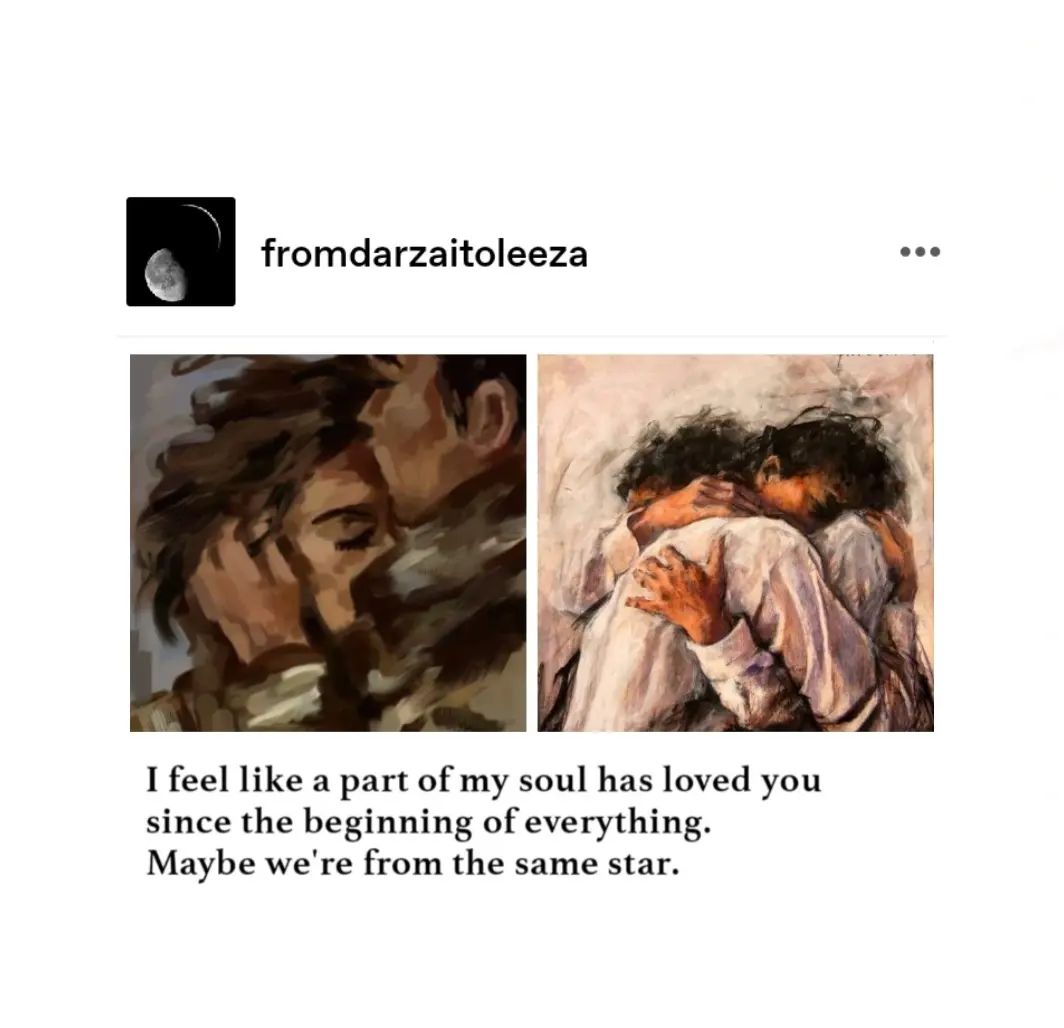 fromdarzaitoleeza
I feel like a part of my soul has loved you
since the beginning of everything.
Maybe we're from the same star.